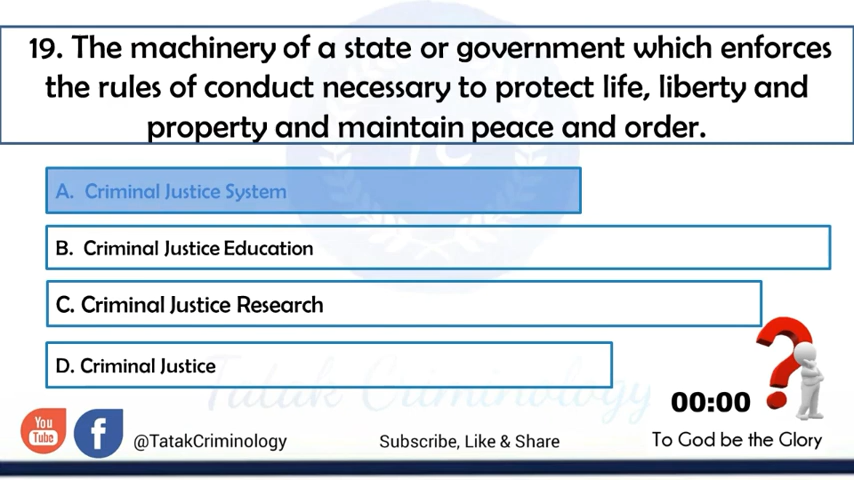 19. The machinery of a state or government which enforces
the rules of conduct necessary to protect life, liberty and
property and maintain peace and order.
A. Criminal Justice System
B. Criminal Justice Education
C. Criminal Justice Research
D. Criminal Justice
Tatak Criminology
00:00
You
Tube
@TatakCriminology
Subscribe, Like & Share
To God be the Glory